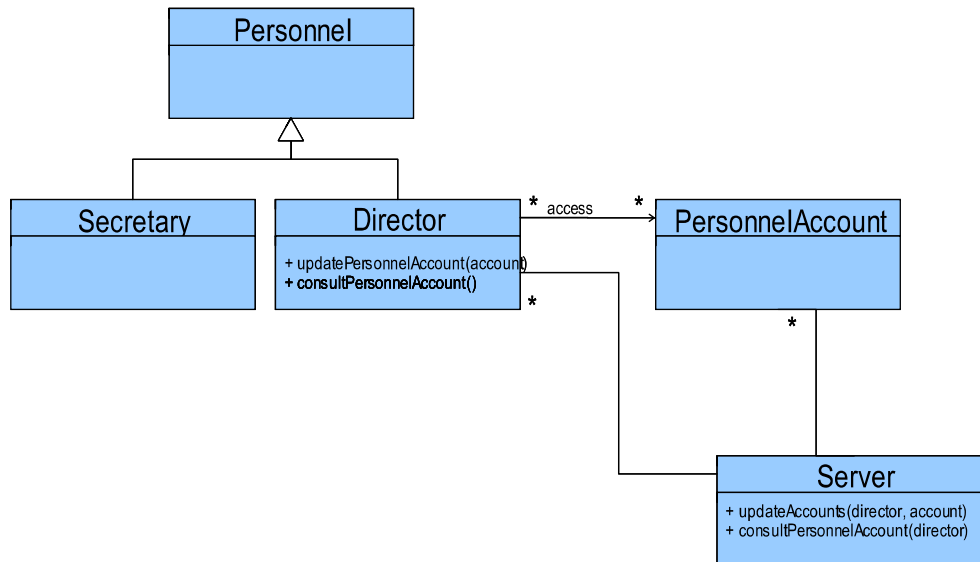 Personnel
Secretary
Director
+ updatePersonnelAccount(account)
+ consultPersonnelAccount()
* access *
PersonnelAccount
*
*
Server
+ updateAccounts(director, account)
+ consultPersonnelAccount(director)